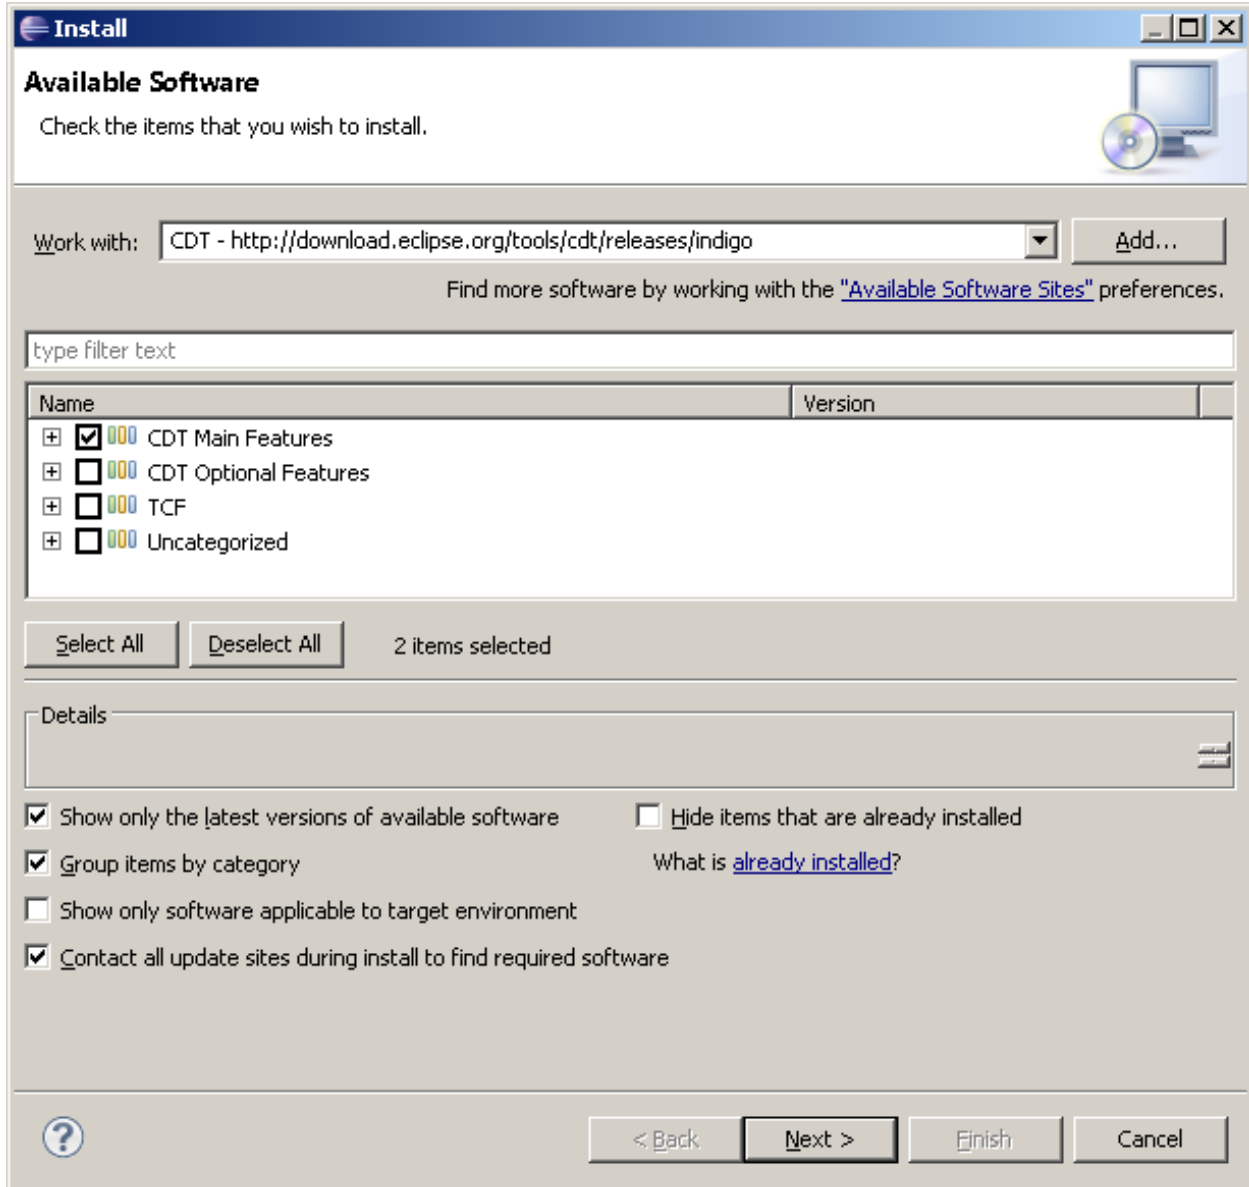 Install
Available Software
Check the items that you wish to install.
Work with: CDT - http://download.eclipse.org/tools/cdt/releases/indigo Add...
Find more software by working with the "Available Software Sites" preferences.
type filter text
Name Version
CDT Main Features
CDT Optional Features
TCF
Uncategorized
Select All Deselect All 2 items selected
Details
Show only the latest versions of available software Hide items that are already installed
Group items by category What is already installed?
Show only software applicable to target environment
Contact all update sites during install to find required software
? < Back Next > Finish Cancel